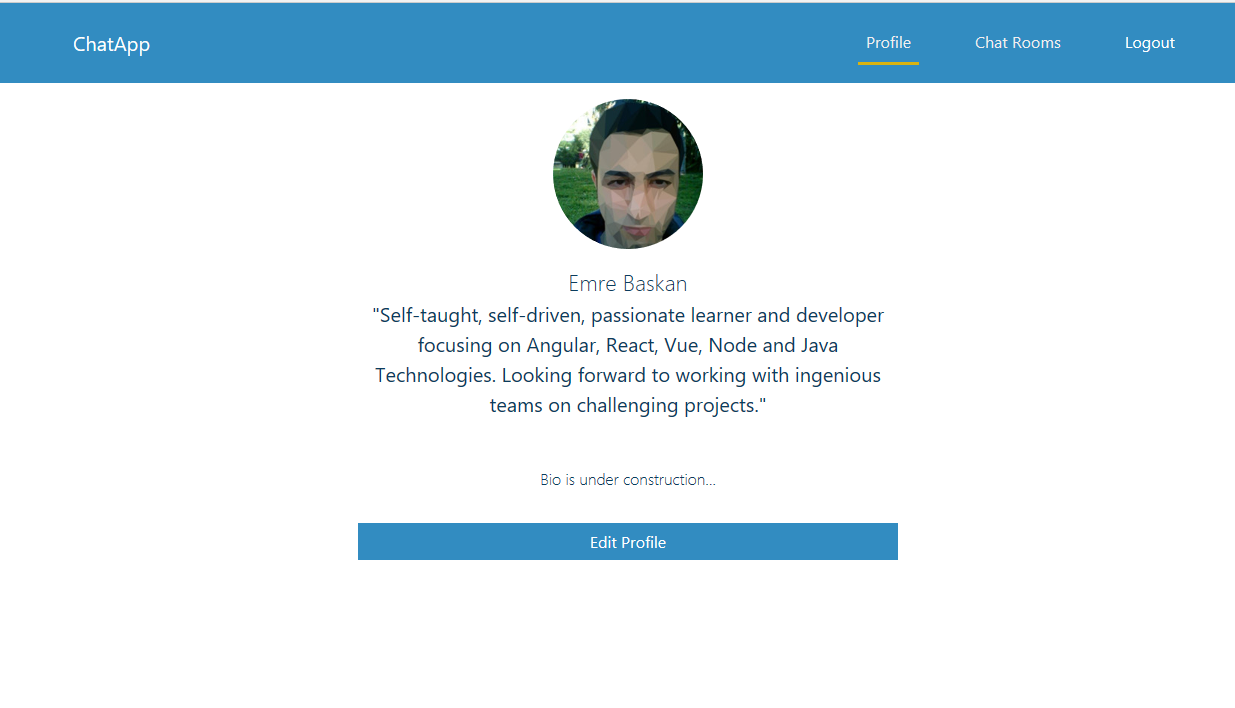 ChatApp
Profile
Chat Rooms
Logout
Emre Baskan
"Self-taught, self-driven, passionate learner and developer
focusing on Angular, React, Vue, Node and Java
Technologies. Looking forward to working with ingenious
teams on challenging projects."
Bio is under construction...
Edit Profile